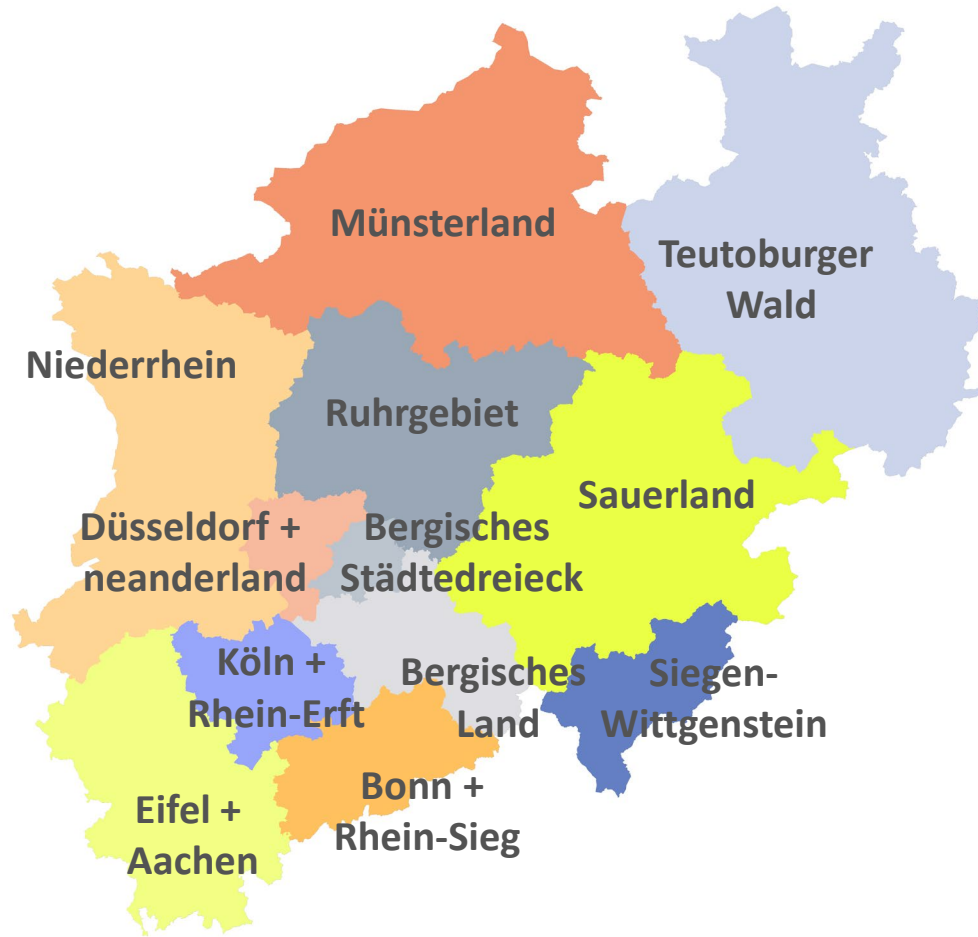 Münsterland
Teutoburger
Wald
Niederrhein
Ruhrgebiet
Sauerland
Düsseldorf +
neanderland
Bergisches
Städtedreieck
Köln +
Rhein-Erft
Bergisches
Land
Siegen-
Wittgenstein
Bonn +
Rhein-Sieg
Eifel +
Aachen